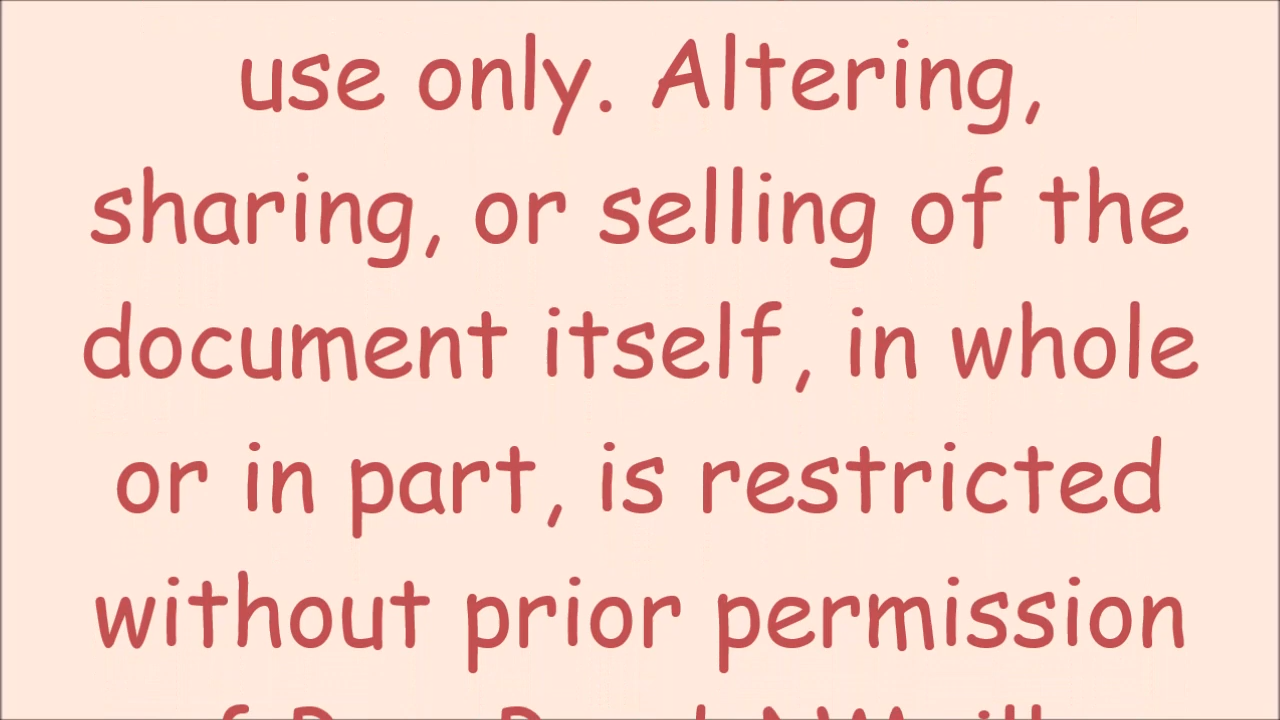 use only. Altering,
sharing, or selling of the
document itself, in whole
or in part, is restricted
without prior permission